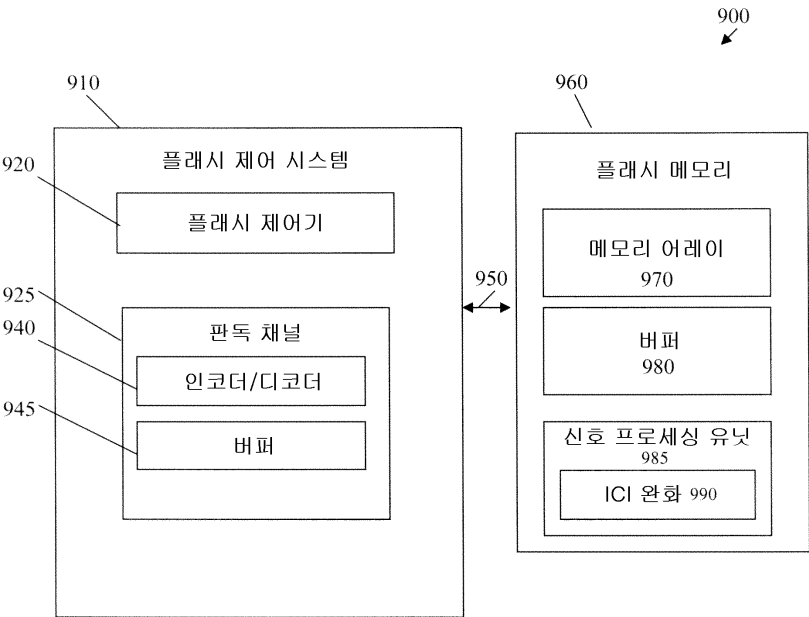 900
910
960
플래시 제어 시스템
플래시 메모리
920
플래시 제어기
메모리 어레이
970
950
925
판독 채널
940
인코더/디코더
버퍼
980
945
버퍼
신호 프로세싱 유닛
985
ICI 완화 990